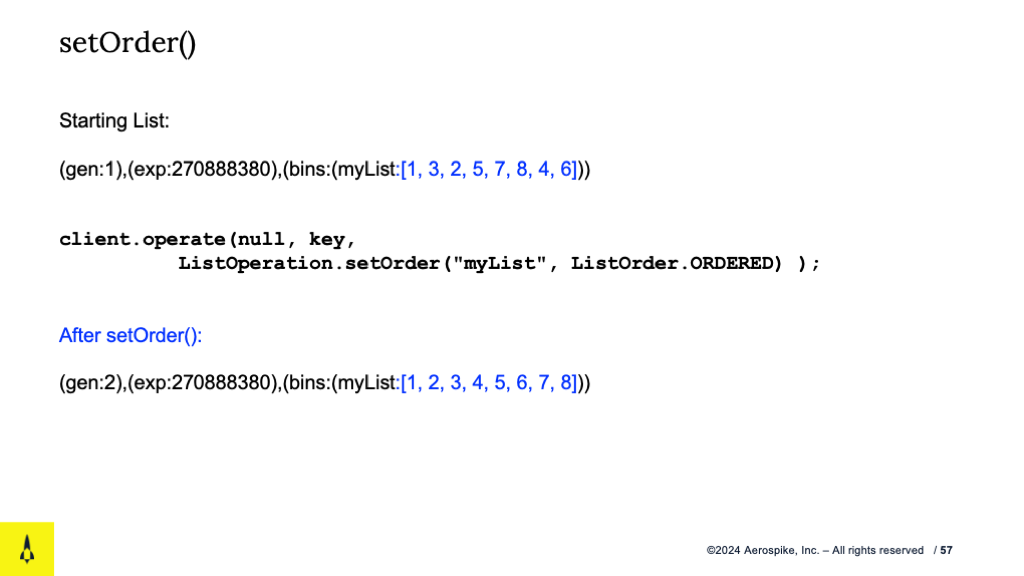 setOrder()
Starting List:
(gen:1),(exp:270888380),(bins:(myList:[1, 3, 2, 5, 7, 8, 4, 6]))
client.operate(null, key,
ListOperation.setOrder("myList", ListOrder.ORDERED) );
After setOrder():
(gen:2),(exp:270888380),(bins:(myList:[1, 2, 3, 4, 5, 6, 7, 8]))
©2024 Aerospike, Inc. – All rights reserved / 57